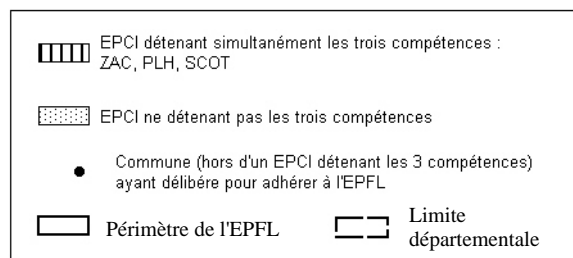 EPCI détenant simultanément les trois compétences :
ZAC, PLH, SCOT
EPCI ne détenant pas les trois compétences
Commune (hors d'un EPCI détenant les 3 compétences)
ayant délibére pour adhérer à l'EPFL
Périmètre de l'EPFL
Limite
départementale